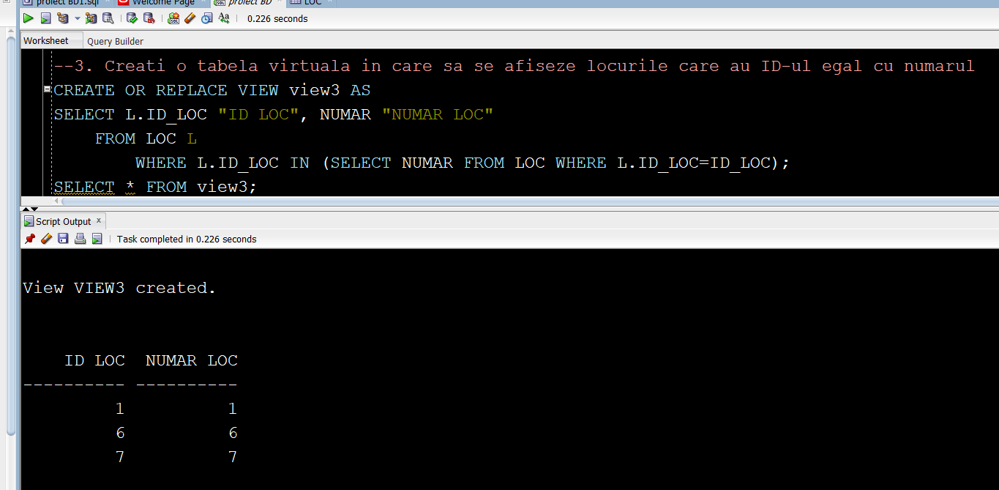 project BD1.sql Welcome Page project BD LOC
0.226 seconds
Worksheet Query Builder
--3. Creati o tabela virtuala in care sa se afiseze locurile care au ID-ul egal cu numarul
CREATE OR REPLACE VIEW view3 AS
SELECT L.ID_LOC "ID LOC", NUMAR "NUMAR LOC"
FROM LOC L
WHERE L.ID_LOC IN (SELECT NUMAR FROM LOC WHERE L.ID_LOC=ID_LOC);
SELECT * FROM view3;
Script Output x
Task completed in 0.226 seconds
View VIEW3 created.
ID LOC NUMAR LOC
---------- ----------
1 1
6 6
7 7